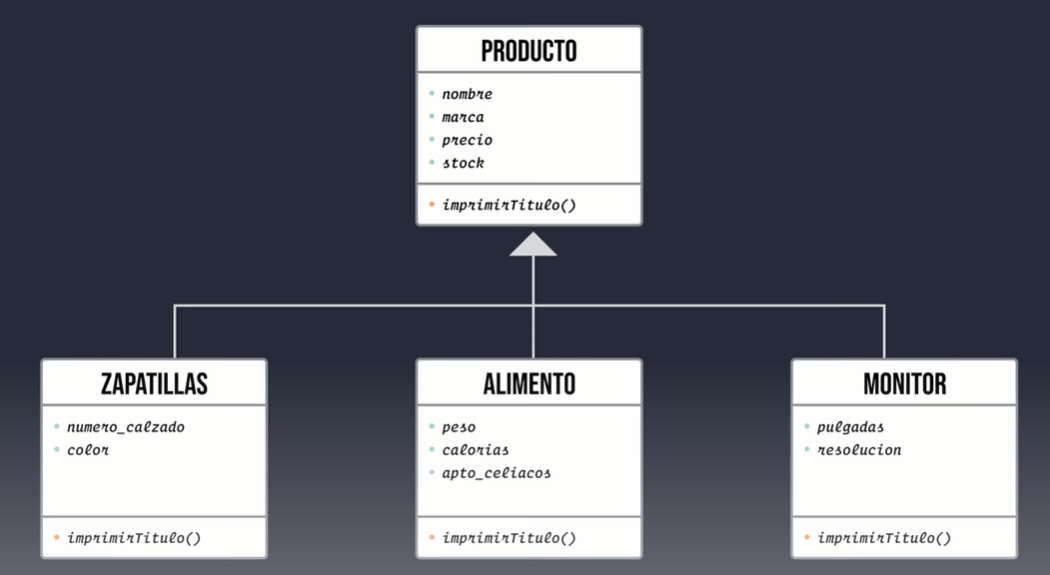 PRODUCTO
nombre
marca
precio
stock
imprimirTitulo()
ZAPATILLAS
numero_calzado
color
imprimirTitulo()
ALIMENTO
peso
calorias
apto_celiacos
imprimirTitulo()
MONITOR
pulgadas
resolucion
imprimirTitulo()